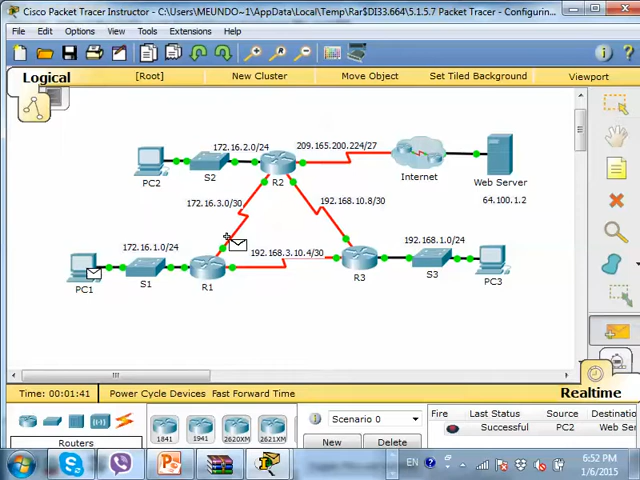 Cisco Packet Tracer Instructor - C:\Users\MEUNDO~1\AppData\Local\Temp\Rar$DI33.664\5.1.5.7 Packet Tracer - Configurin...
File Edit Options View Tools Extensions Help
Logical [Root] New Cluster Move Object Set Tiled Background Viewport
172.16.2.0/24
209.165.200.224/27
PC2
S2
R2
Internet
Web Server
64.100.1.2
172.16.3.0/30
192.168.10.8/30
172.16.1.0/24
192.168.3.10.4/30
192.168.1.0/24
PC1
S1
R1
R3
S3
PC3
Time: 00:01:41 Power Cycle Devices Fast Forward Time
Realtime
Routers
1841 1941 2620XM 2621XM
Scenario 0
New Delete
Fire Last Status Source Destinatio
Successful PC2 Web Ser
EN 6:52 PM
1/6/2015